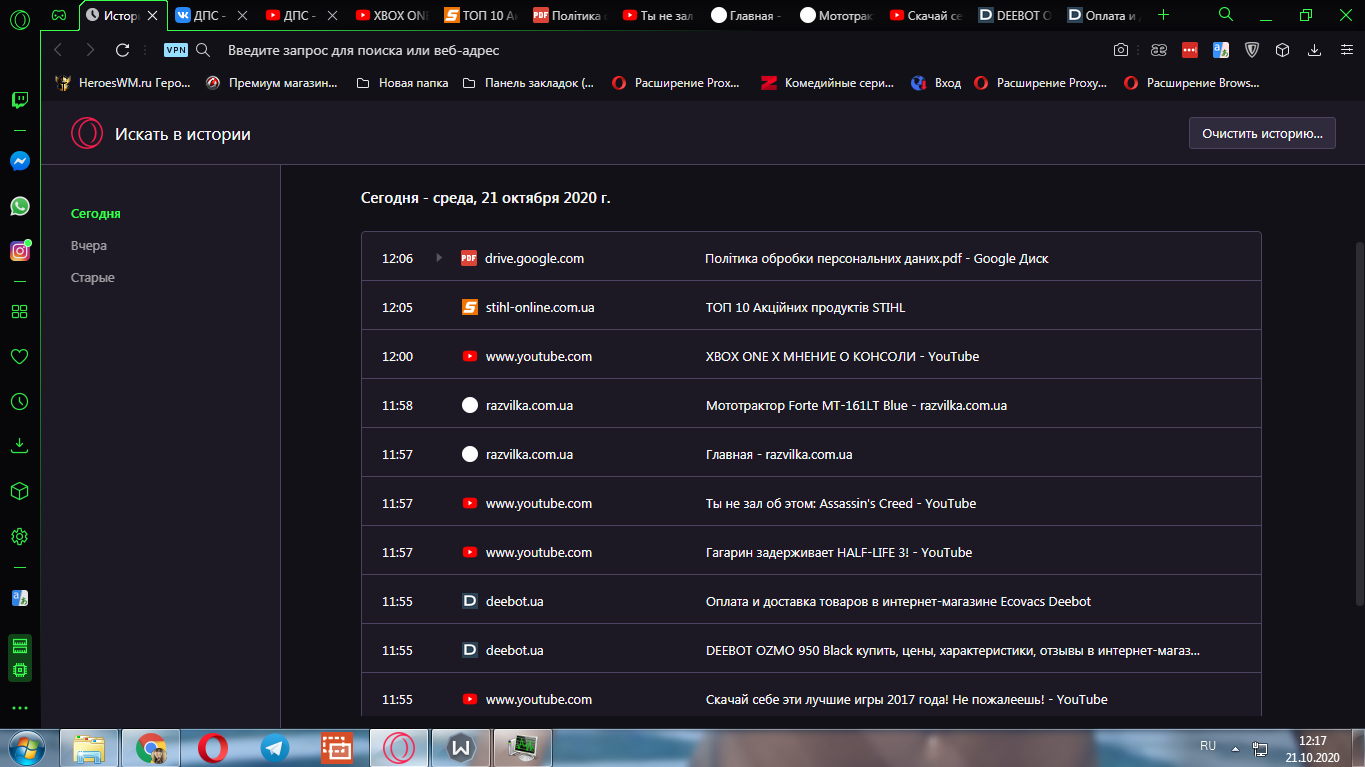 Истори
ДПС -
ДПС -
XBOX ONE
ТОП 10 Ак
Політика
Ты не зал
Главная -
Мототрак
Скачай се
DEEBOT O
Оплата и
VPN
Введите запрос для поиска или веб-адрес
HeroesWM.ru Геро...
Премиум магазин...
Новая папка
Панель закладок (...
Расширение Prox...
Комедийные сери...
Вход
Расширение Proxy...
Расширение Brows...
Искать в истории
Очистить историю...
Сегодня
Вчера
Старые
Сегодня - среда, 21 октября 2020 г.
12:06 PDF drive.google.com Політика обробки персональних даних.pdf - Google Диск
12:05 stihl-online.com.ua ТОП 10 Акційних продуктів STIHL
12:00 www.youtube.com XBOX ONE X МНЕНИЕ О КОНСОЛИ - YouTube
11:58 razvilka.com.ua Мототрактор Forte MT-161LT Blue - razvilka.com.ua
11:57 razvilka.com.ua Главная - razvilka.com.ua
11:57 www.youtube.com Ты не зал об этом: Assassin's Creed - YouTube
11:57 www.youtube.com Гагарин задерживает HALF-LIFE 3! - YouTube
11:55 deebot.ua Оплата и доставка товаров в интернет-магазине Ecovacs Deebot
11:55 deebot.ua DEEBOT OZMO 950 Black купить, цены, характеристики, отзывы в интернет-магаз...
11:55 www.youtube.com Скачай себе эти лучшие игры 2017 года! Не пожалеешь! - YouTube
RU
12:17
21.10.2020